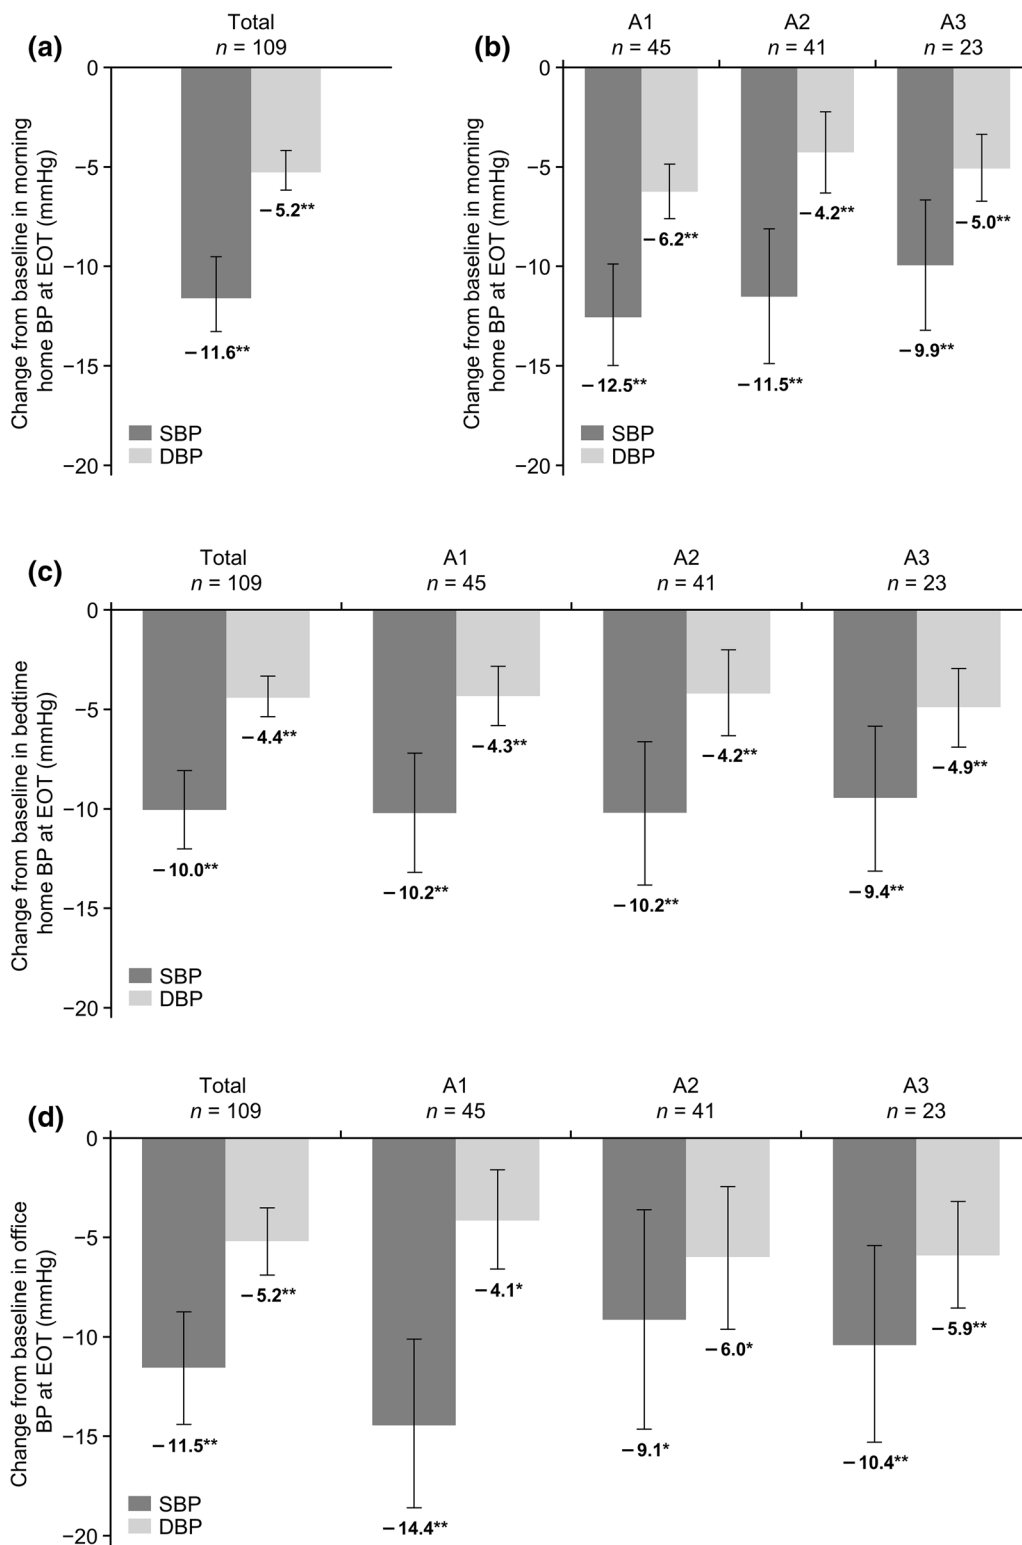 (a)
Total
n = 109
Change from baseline in morning
home BP at EOT (mmHg)
0
−5
−10
−15
−20
−5.2**
−11.6**
SBP
DBP
(b)
A1
n = 45
A2
n = 41
A3
n = 23
Change from baseline in morning
home BP at EOT (mmHg)
0
−5
−10
−15
−20
−12.5**
−6.2**
−11.5**
−4.2**
−9.9**
−5.0**
SBP
DBP
(c)
Total
n = 109
A1
n = 45
A2
n = 41
A3
n = 23
Change from baseline in bedtime
home BP at EOT (mmHg)
0
−5
−10
−15
−20
−10.0**
−4.4**
−10.2**
−4.3**
−10.2**
−4.2**
−9.4**
−4.9**
SBP
DBP
(d)
Total
n = 109
A1
n = 45
A2
n = 41
A3
n = 23
Change from baseline in office
BP at EOT (mmHg)
0
−5
−10
−15
−20
−11.5**
−5.2**
−14.4**
−4.1*
−9.1*
−6.0*
−10.4**
−5.9**
SBP
DBP